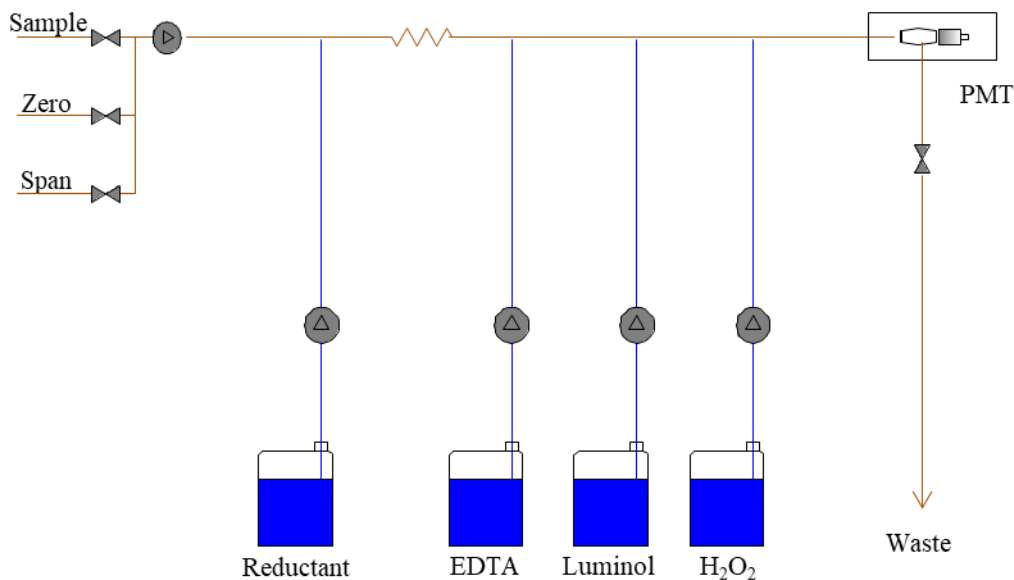 Sample
Zero
Span
PMT
Reductant
EDTA
Luminol
H₂O₂
Waste